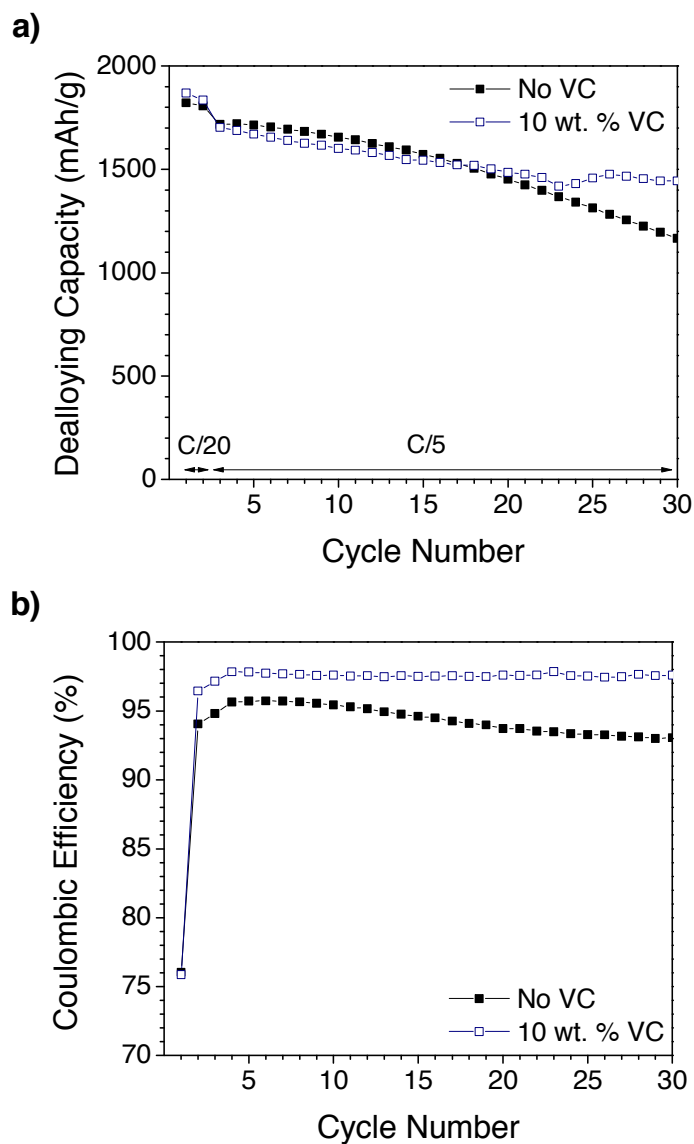 a)
2000
1500
1000
500
0
Dealloying Capacity (mAh/g)
No VC
10 wt. % VC
C/20
C/5
5 10 15 20 25 30
Cycle Number
b)
100
95
90
85
80
75
70
Coulombic Efficiency (%)
No VC
10 wt. % VC
5 10 15 20 25 30
Cycle Number